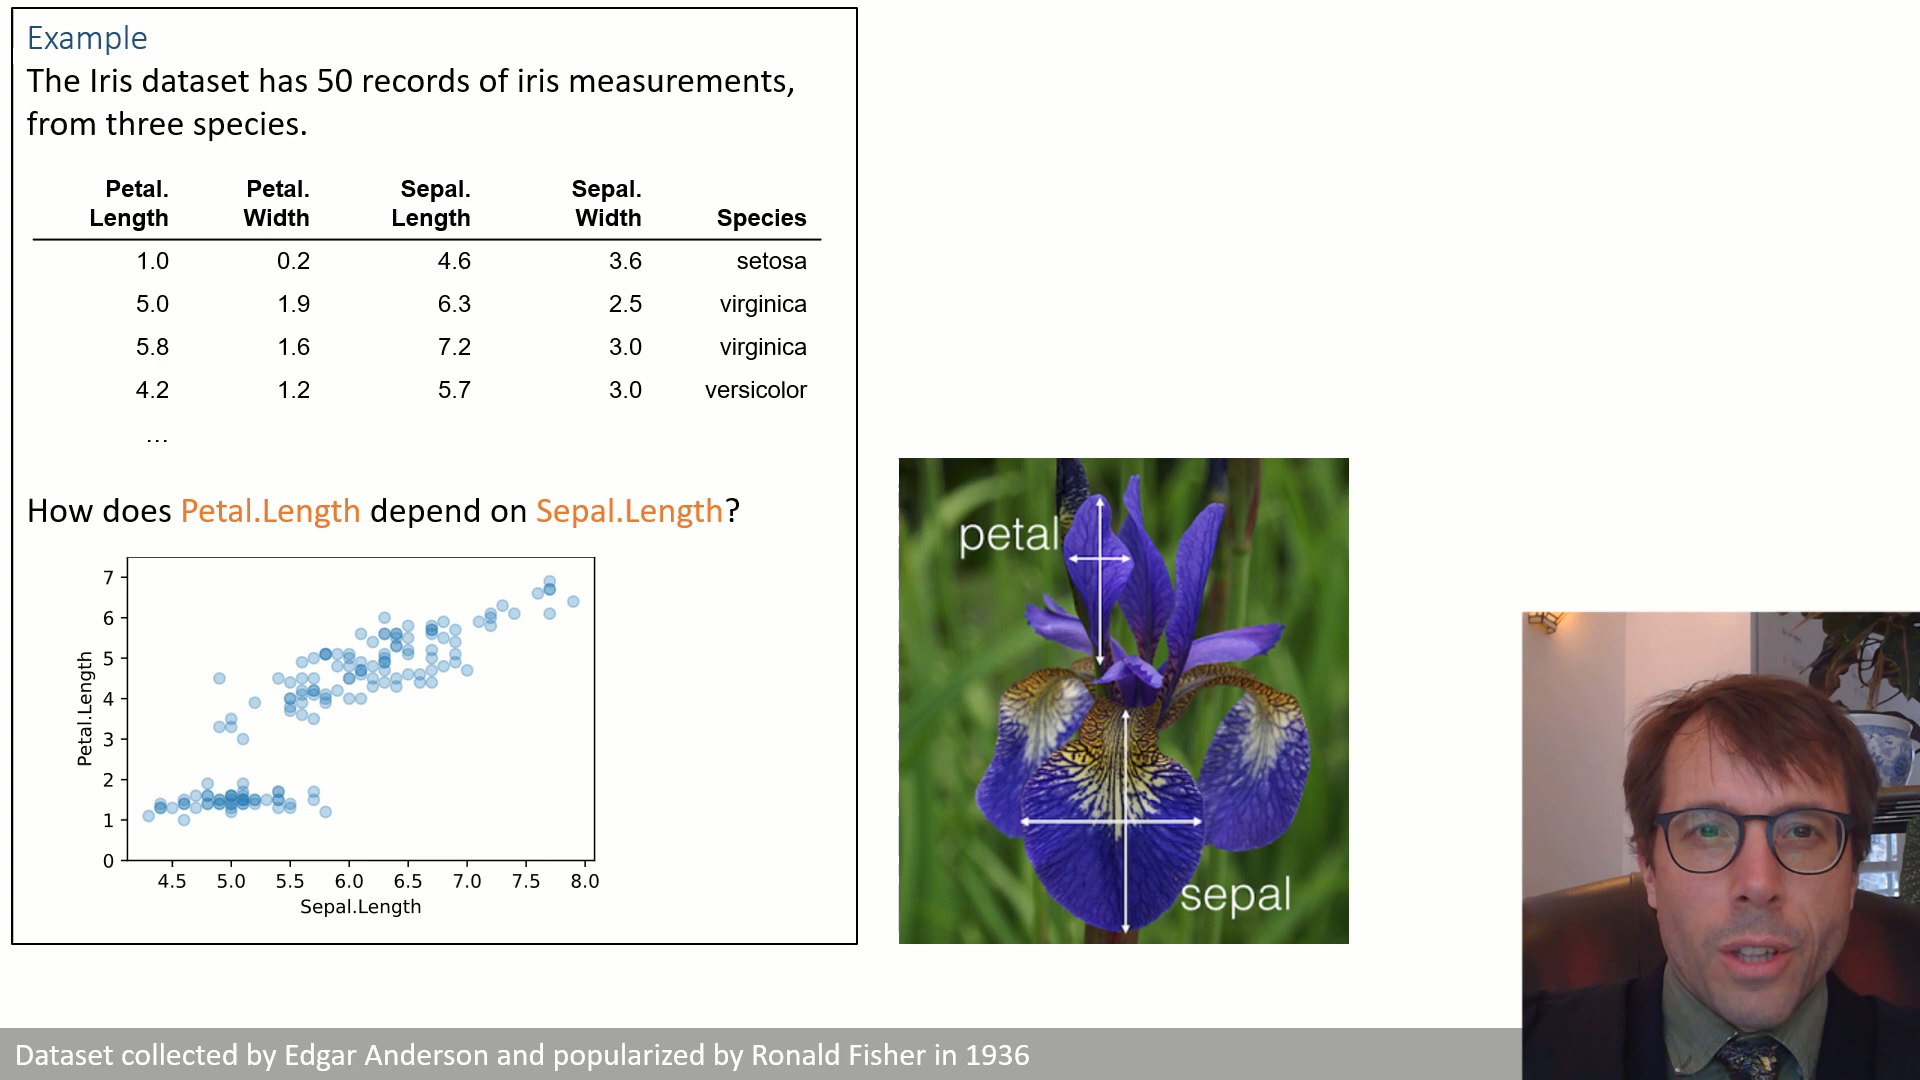 Example
The Iris dataset has 50 records of iris measurements,
from three species.
Petal. Length Petal. Width Sepal. Length Sepal. Width Species
1.0 0.2 4.6 3.6 setosa
5.0 1.9 6.3 2.5 virginica
5.8 1.6 7.2 3.0 virginica
4.2 1.2 5.7 3.0 versicolor
…
How does Petal.Length depend on Sepal.Length?
Petal.Length
7
6
5
4
3
2
1
0
4.5 5.0 5.5 6.0 6.5 7.0 7.5 8.0
Sepal.Length
petal
sepal
Dataset collected by Edgar Anderson and popularized by Ronald Fisher in 1936